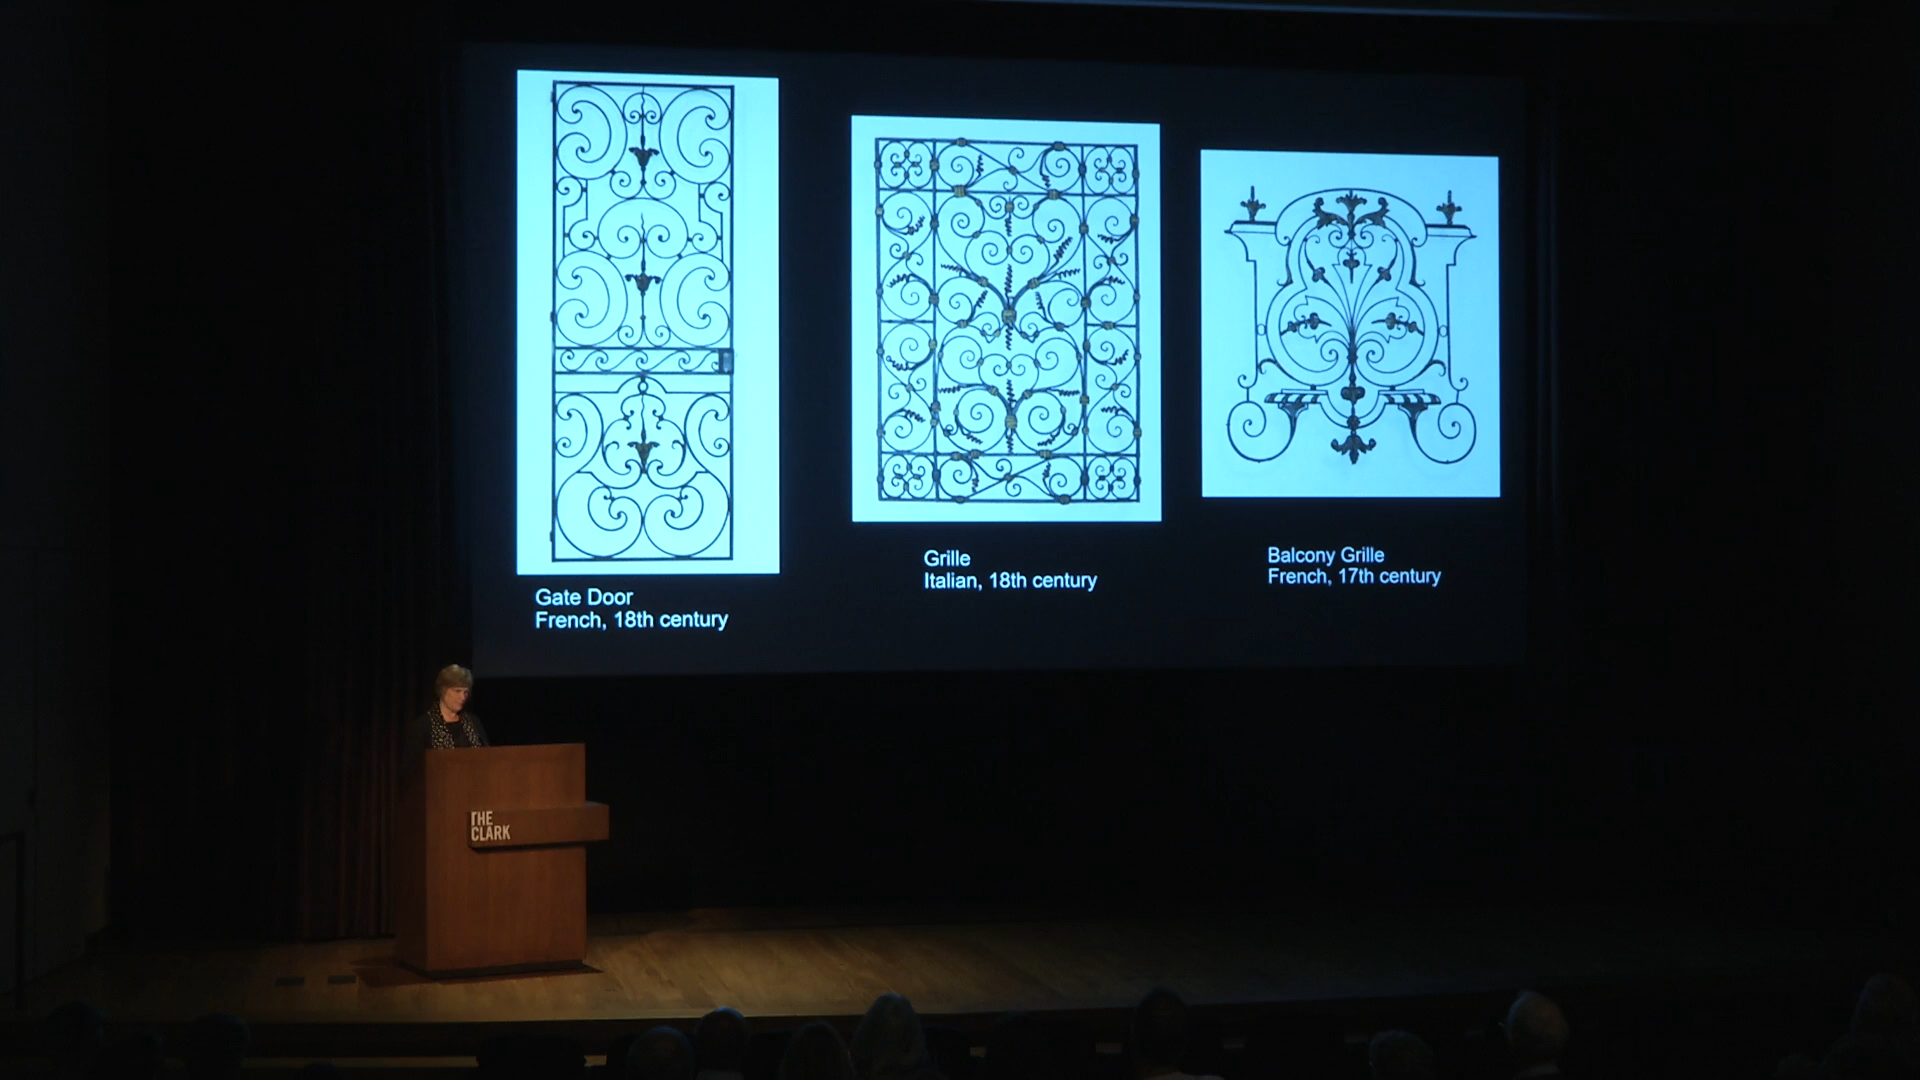 Gate Door
French, 18th century
Grille
Italian, 18th century
Balcony Grille
French, 17th century
THE
CLARK